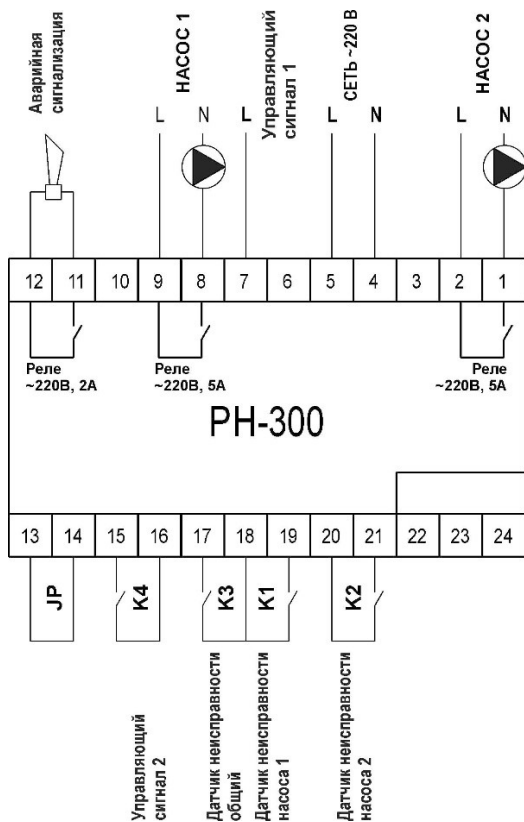 Аварийная
сигнализация
НАСОС 1
Управляющий
сигнал 1
СЕТЬ ~220 В
НАСОС 2
L N L L N L N
12 11 10 9 8 7 6 5 4 3 2 1
Реле
~220В, 2А
Реле
~220В, 5А
Реле
~220В, 5А
РН-300
13 14 15 16 17 18 19 20 21 22 23 24
JP K4 K3 K1 K2
Управляющий
сигнал 2
Датчик неисправности
общий
Датчик неисправности
насоса 1
Датчик неисправности
насоса 2